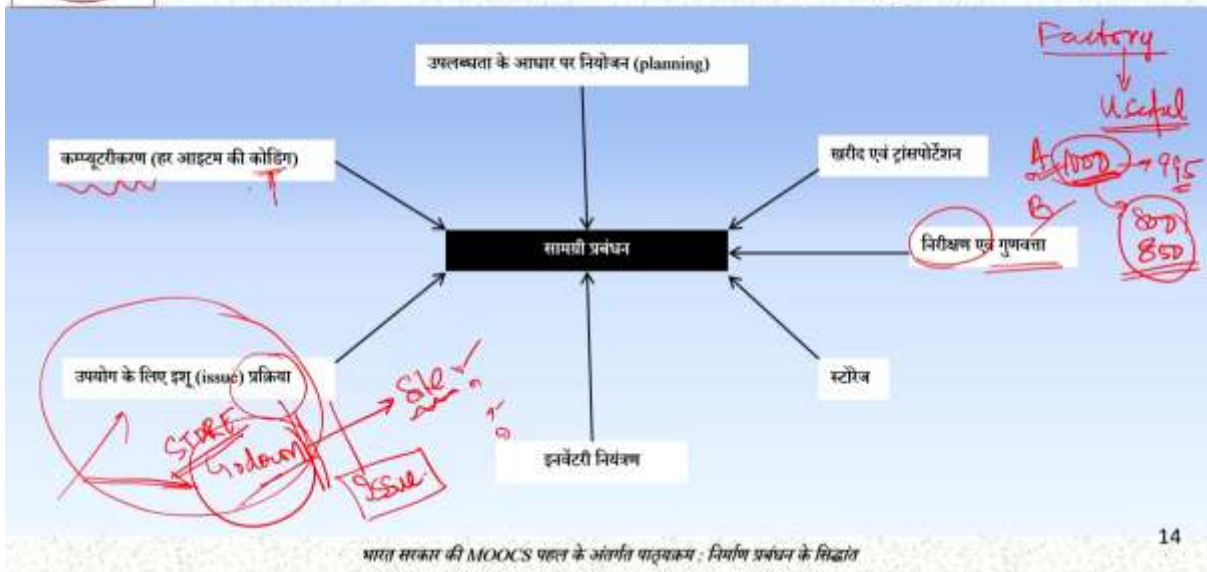 उपलब्धता के आधार पर नियोजन (planning)
Factory
Useful
कम्प्यूटरीकरण (हर आइटम की कोडिंग)
खरीद एवं ट्रांसपोर्टेशन
A 1000 → 995
B
800
850
सामग्री प्रबंधन
निरीक्षण एवं गुणवत्ता
उपयोग के लिए इशू (issue) प्रक्रिया
स्टोरेज
STORE
Godown
Issue
इनवेंटरी नियंत्रण
भारत सरकार की MOOCS पहल के अंतर्गत पाठ्यक्रम : निर्माण प्रबंधन के सिद्धांत
14